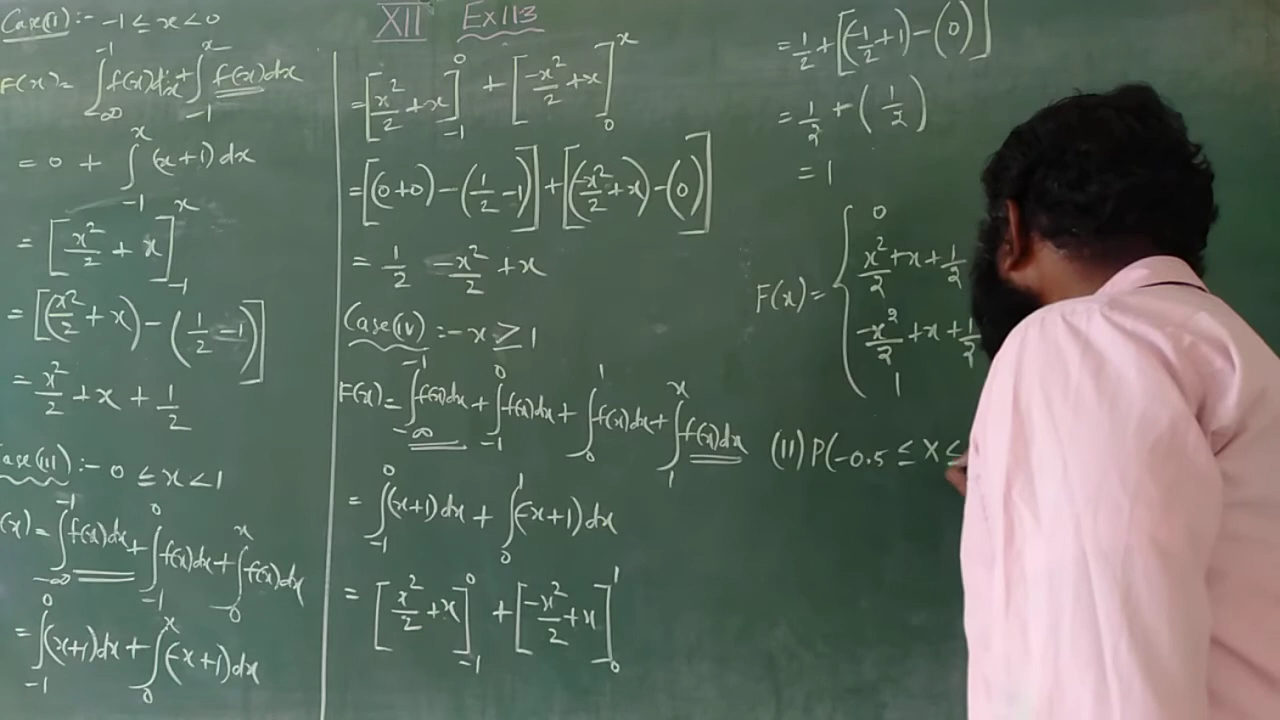 Case(II) :- -1 ≤ x < 0
F(x) = ∫_{-∞}^{-1} f(x)dx + ∫_{-1}^{x} f(x)dx
= 0 + ∫_{-1}^{x} (x+1)dx
= [x²/2 + x]_{-1}^{x}
= [(x²/2 + x) - (1/2 - 1)]
= x²/2 + x + 1/2
ase(III) :- 0 ≤ x < 1
(x) = ∫_{-∞}^{-1} f(x)dx + ∫_{-1}^{0} f(x)dx + ∫_{0}^{x} f(x)dx
= ∫_{-1}^{0} (x+1)dx + ∫_{0}^{x} (-x+1)dx
XII Ex11.3
= [x²/2 + x]_{-1}^{0} + [-x²/2 + x]_{0}^{x}
= [(0+0) - (1/2 - 1)] + [(-x²/2 + x) - (0)]
= 1/2 -x²/2 + x
Case(IV) :- x ≥ 1
F(x) = ∫_{-∞}^{-1} f(x)dx + ∫_{-1}^{0} f(x)dx + ∫_{0}^{1} f(x)dx + ∫_{1}^{x} f(x)dx
= ∫_{-1}^{0} (x+1)dx + ∫_{0}^{1} (-x+1)dx
= [x²/2 + x]_{-1}^{0} + [-x²/2 + x]_{0}^{1}
= 1/2 + [(-1/2 + 1) - (0)]
= 1/2 + (1/2)
= 1
F(x) = { 0
x²/2 + x + 1/2
-x²/2 + x + 1/2
1
(II) P(-0.5 ≤ X ≤